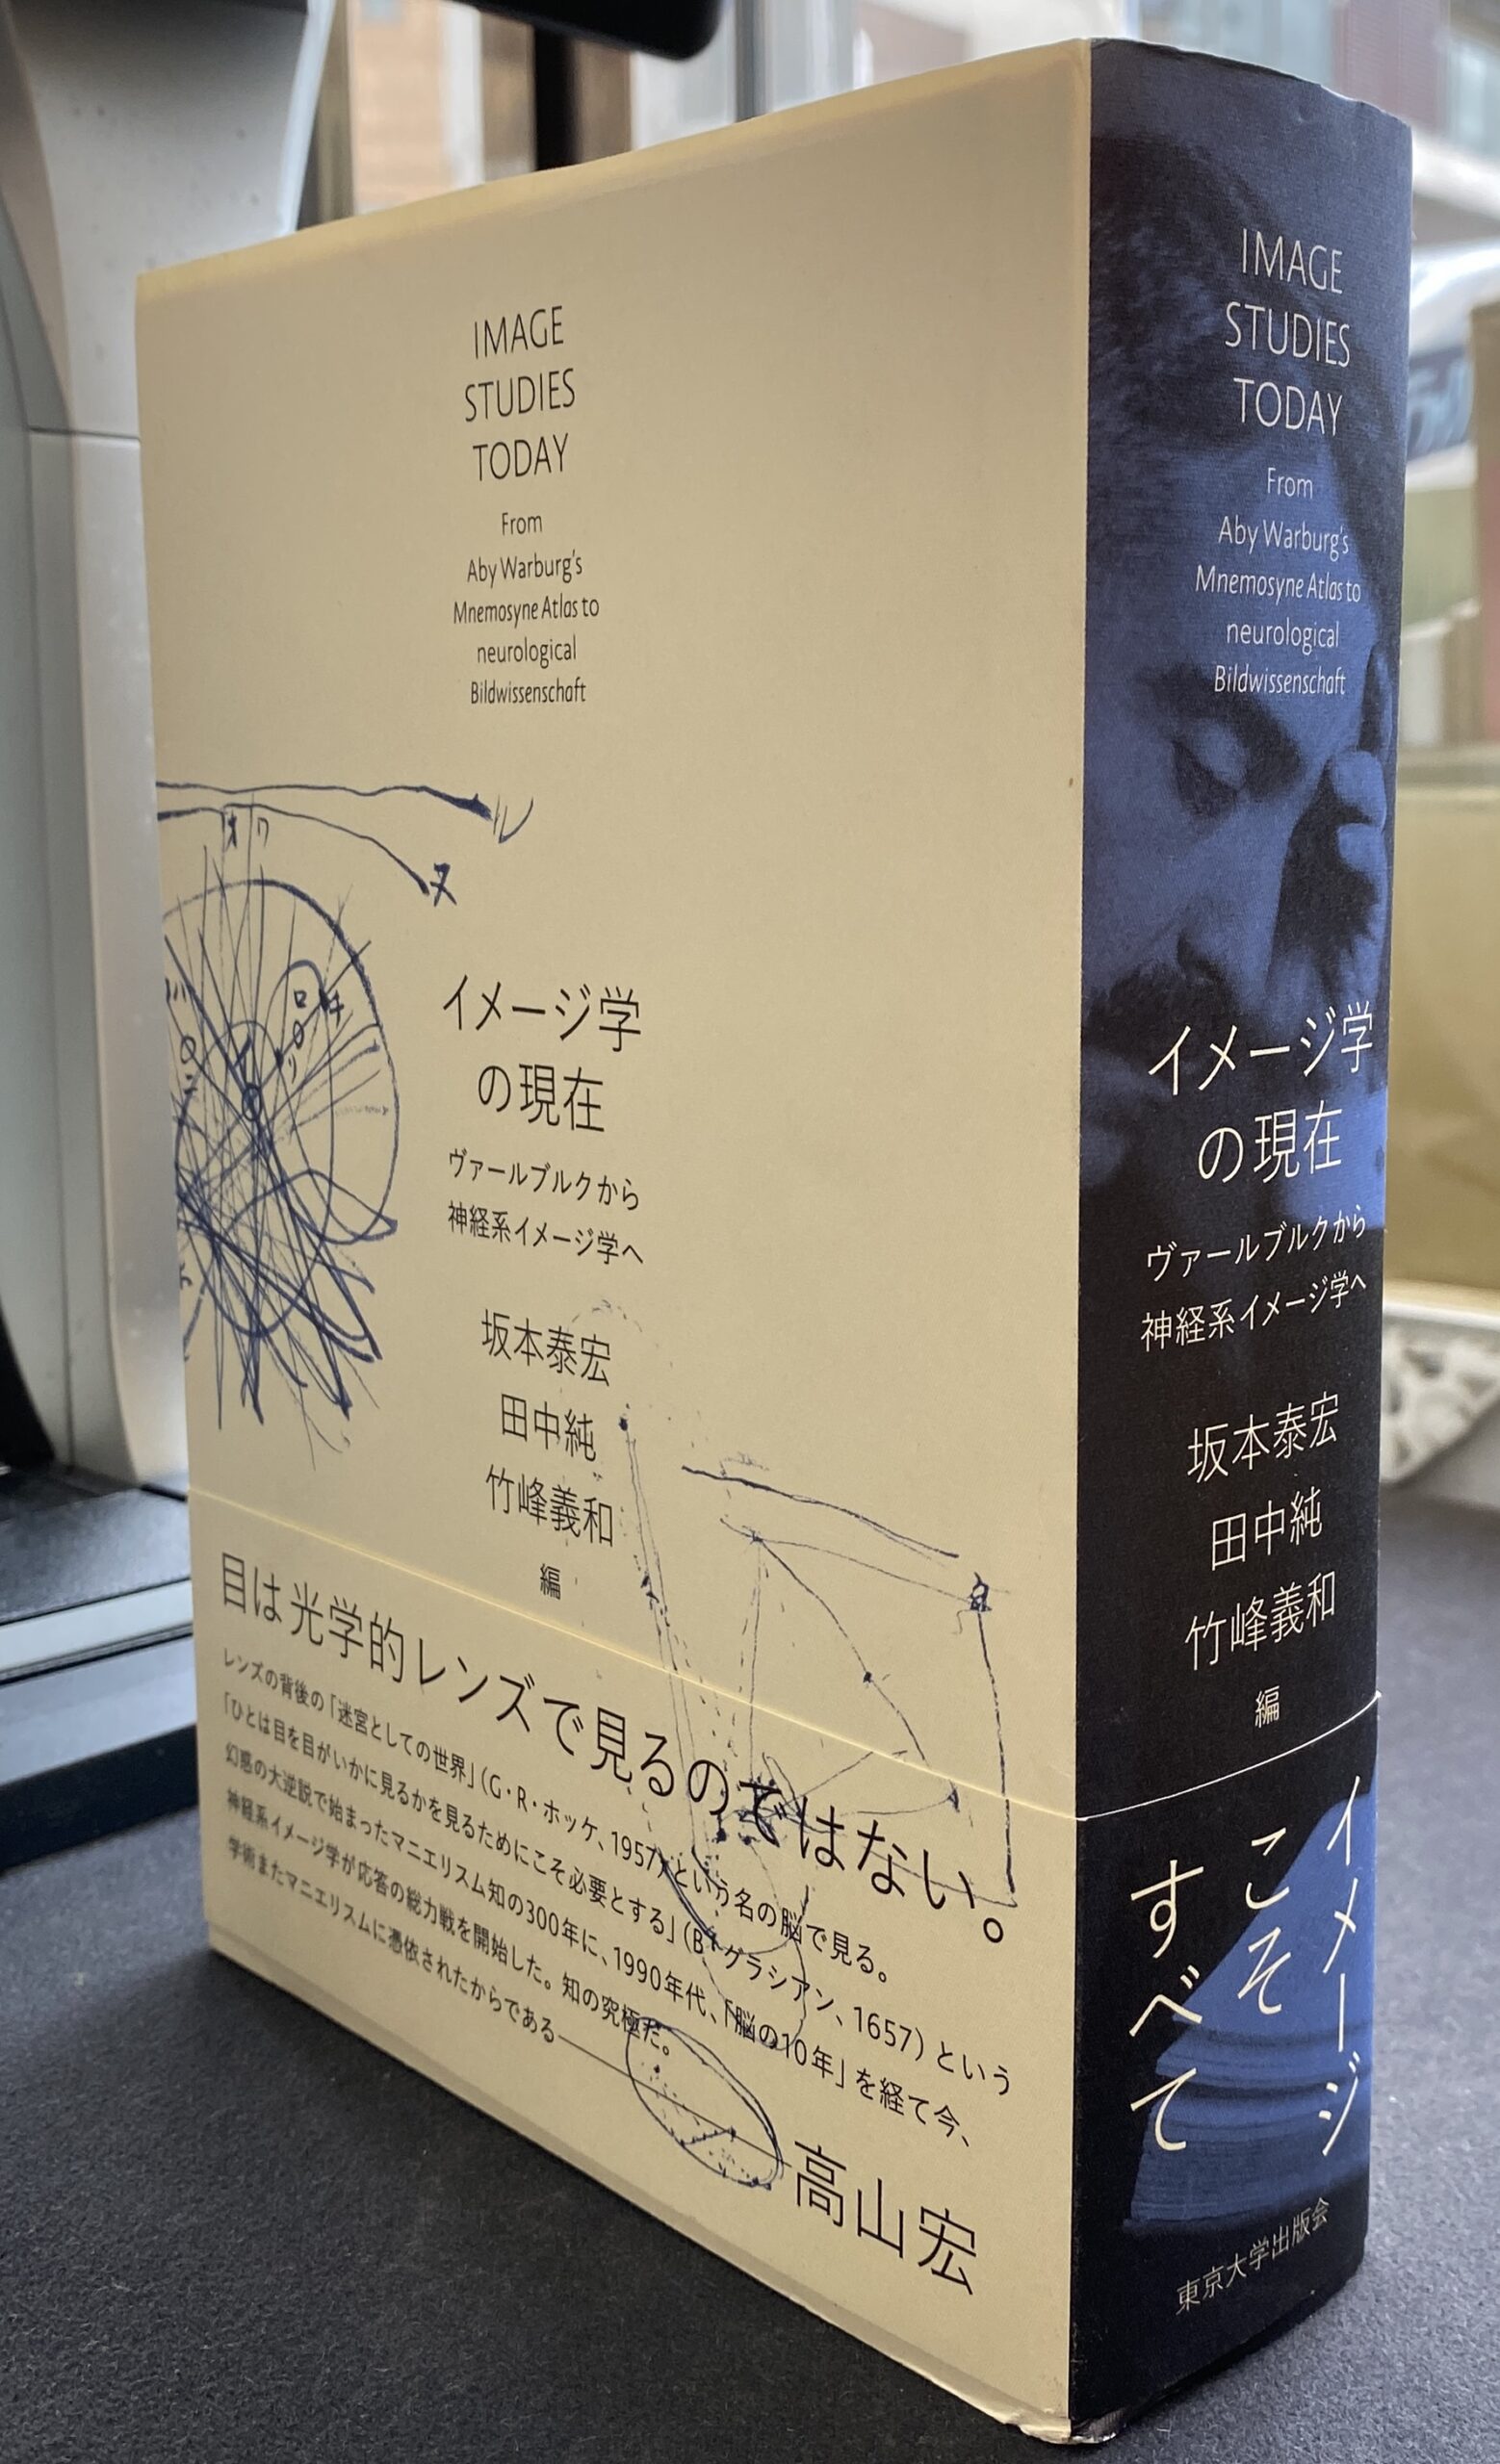 IMAGE
STUDIES
TODAY
From
Aby Warburg's
Mnemosyne Atlas to
neurological
Bildwissenschaft
ル
オ ワ
ヌ
ロ
イメージ学
の現在
ヴァールブルクから
神経系イメージ学へ
坂本泰宏
田中純
竹峰義和
編
目は光学的レンズで見るのではない。
レンズの背後の「迷宮としての世界」(G・R・ホッケ、1957)という名の脳で見る。
「ひとは目を目がいかに見るかを見るためにこそ必要とする」(B・グラシアン、1657)という
幻惑の大逆説で始まったマニエリスム知の300年に、1990年代、「脳の10年」を経て今、
神経系イメージ学が応答の総力戦を開始した。知の究極だ。
学術またマニエリスムに憑依されたからである
高山宏
IMAGE
STUDIES
TODAY
From
Aby Warburg's
Mnemosyne Atlas to
neurological
Bildwissenschaft
イメージ学
の現在
ヴァールブルクから
神経系イメージ学へ
坂本泰宏
田中純
竹峰義和
編
イメージ
こそ
すべて
東京大学出版会